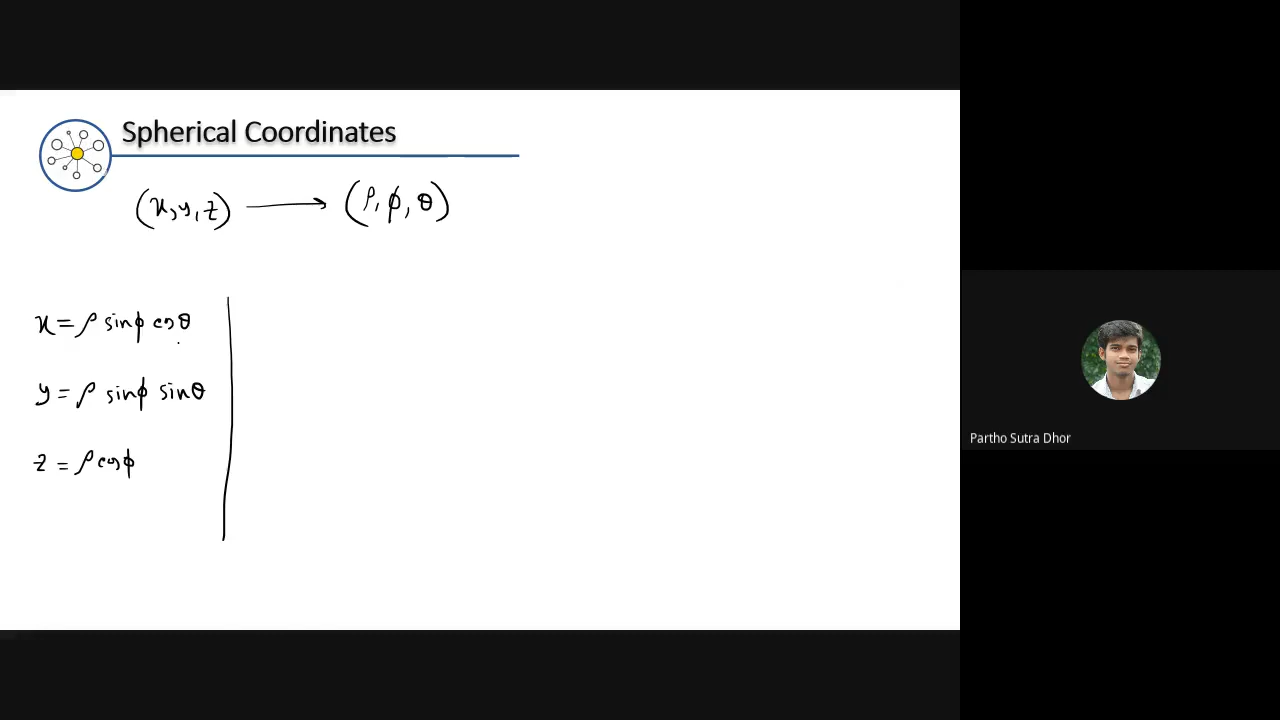 Spherical Coordinates
(x, y, z) ⟶ (ρ, ϕ, θ)
x = ρ sinϕ cosθ
y = ρ sinϕ sinθ
z = ρ cosϕ
Partho Sutra Dhor